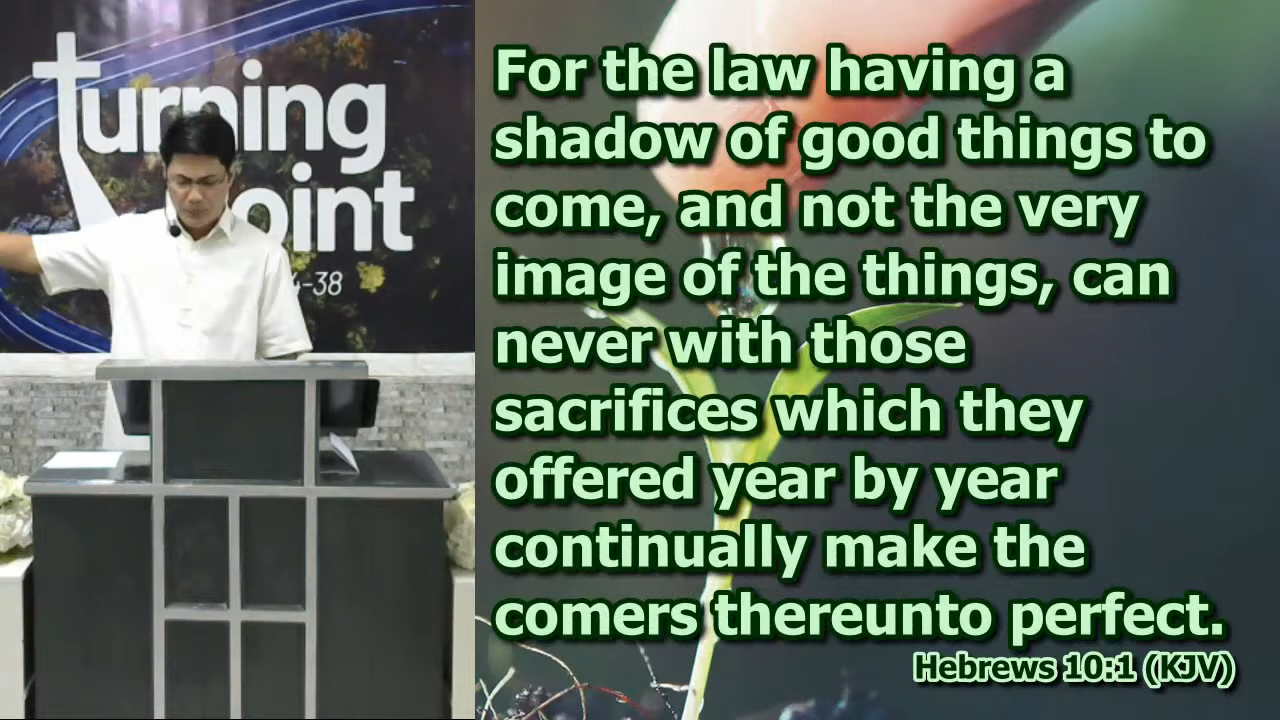 turning
point
4-38
For the law having a
shadow of good things to
come, and not the very
image of the things, can
never with those
sacrifices which they
offered year by year
continually make the
comers thereunto perfect.
Hebrews 10:1 (KJV)